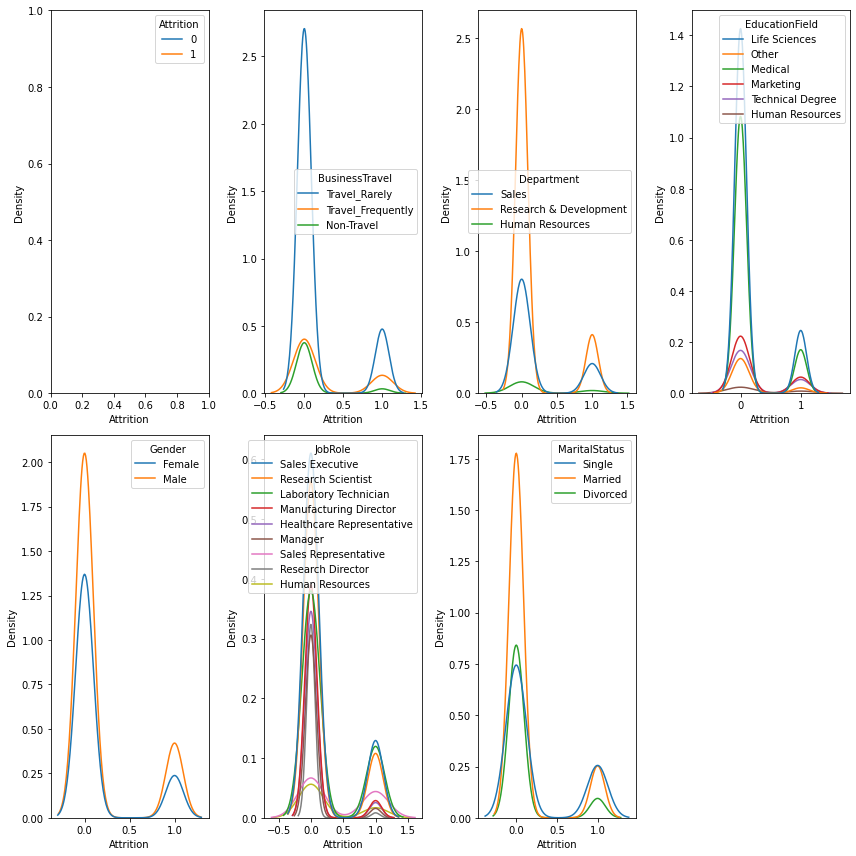 Attrition
0
1
1.0
0.8
0.6
0.4
0.2
0.0
Density
0.0 0.2 0.4 0.6 0.8 1.0
Attrition
BusinessTravel
Travel_Rarely
Travel_Frequently
Non-Travel
2.5
2.0
1.5
1.0
0.5
0.0
Density
−0.5 0.0 0.5 1.0 1.5
Attrition
Department
Sales
Research & Development
Human Resources
2.5
2.0
1.5
1.0
0.5
0.0
Density
−0.5 0.0 0.5 1.0 1.5
Attrition
EducationField
Life Sciences
Other
Medical
Marketing
Technical Degree
Human Resources
1.4
1.2
1.0
0.8
0.6
0.4
0.2
0.0
Density
0 1
Attrition
Gender
Female
Male
2.00
1.75
1.50
1.25
1.00
0.75
0.50
0.25
0.00
Density
0.0 1.0
Attrition
JobRole
Sales Executive
Research Scientist
Laboratory Technician
Manufacturing Director
Healthcare Representative
Manager
Sales Representative
Research Director
Human Resources
0.6
0.5
0.4
0.3
0.2
0.1
0.0
Density
−0.5 0.0 0.5 1.0 1.5
Attrition
MaritalStatus
Single
Married
Divorced
1.75
1.50
1.25
1.00
0.75
0.50
0.25
0.00
Density
0.0 1.0
Attrition